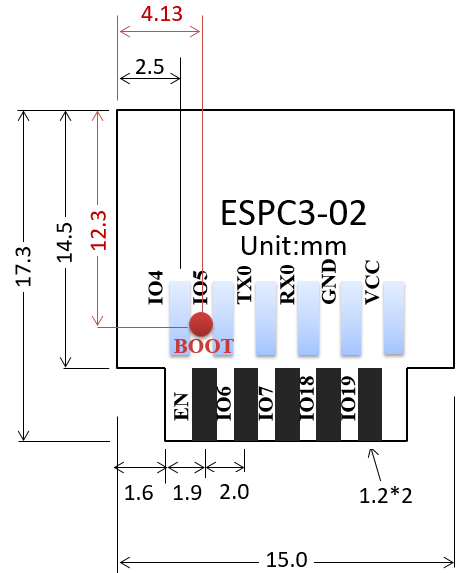 4.13
2.5
17.3
14.5
12.3
ESPC3-02
Unit:mm
IO4
IO5
TX0
RX0
GND
VCC
BOOT
EN
IO6
IO7
IO18
IO19
1.6
1.9
2.0
1.2*2
15.0